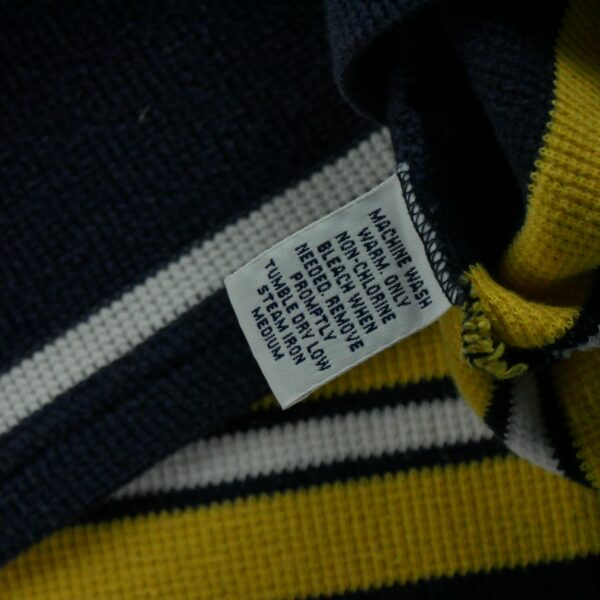 MACHINE WASH
WARM. ONLY
NON-CHLORINE
BLEACH WHEN
NEEDED. REMOVE
PROMPTLY
TUMBLE DRY LOW
STEAM IRON
MEDIUM